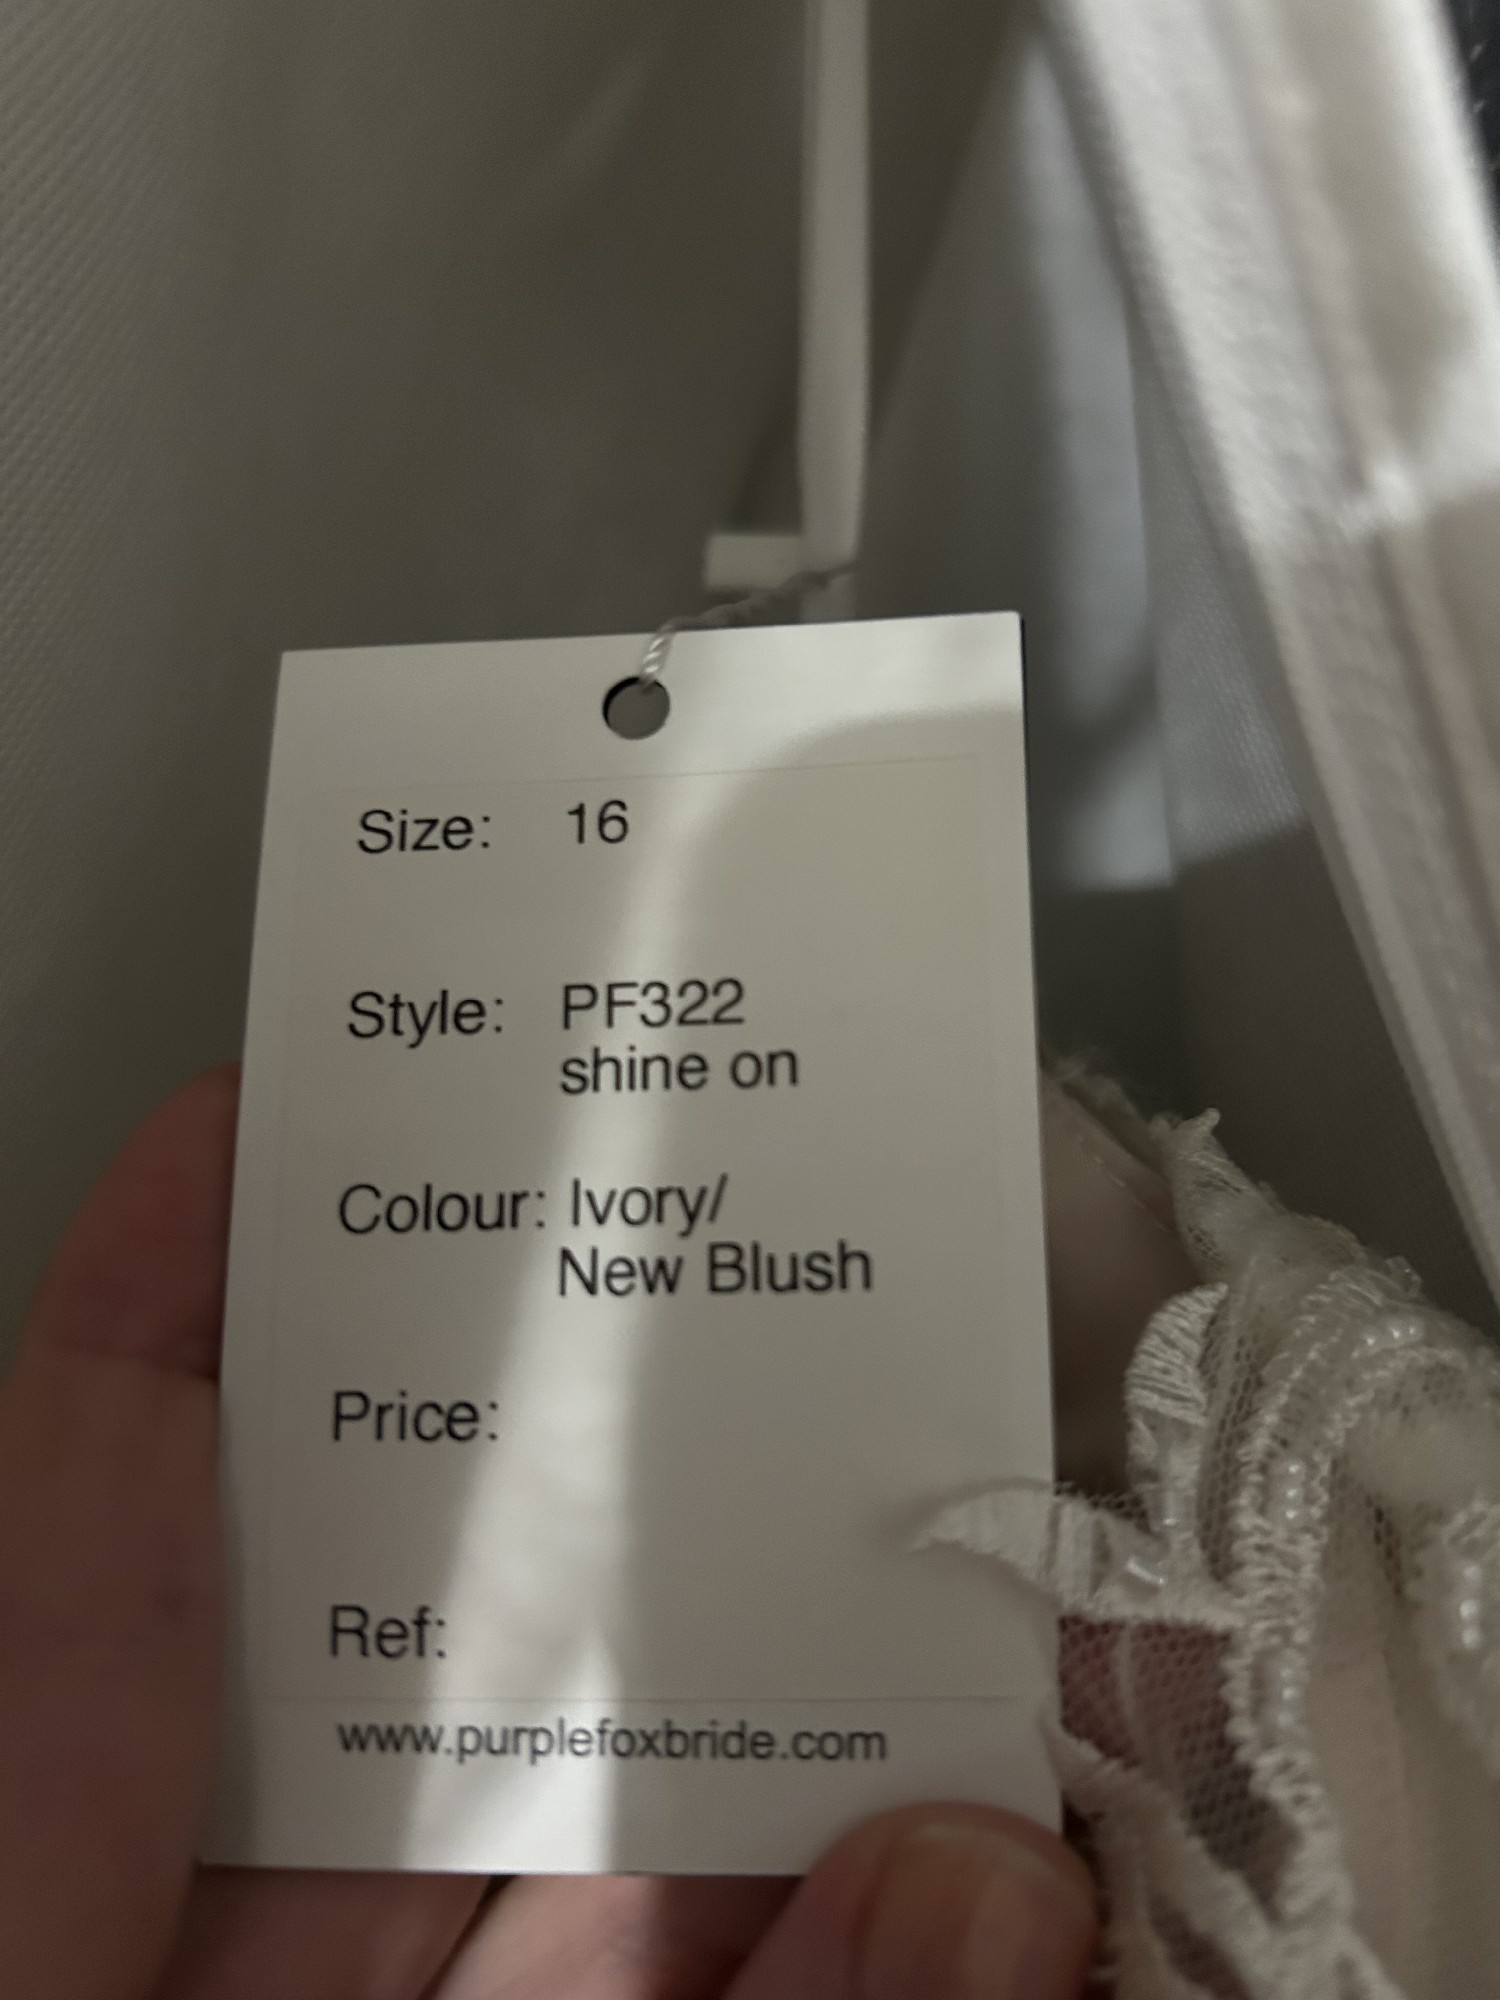 Size: 16
Style: PF322
shine on
Colour: Ivory/
New Blush
Price:
Ref:
www.purplefoxbride.com